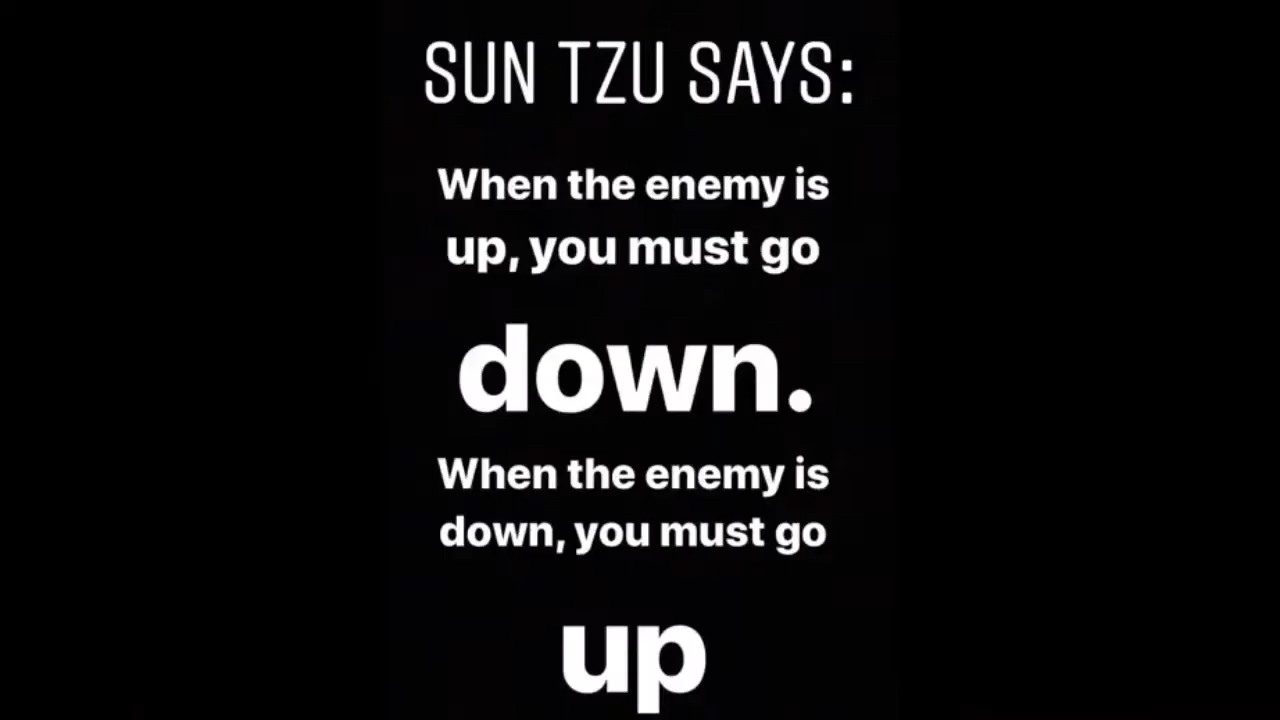 SUN TZU SAYS:
When the enemy is
up, you must go
down.
When the enemy is
down, you must go
up